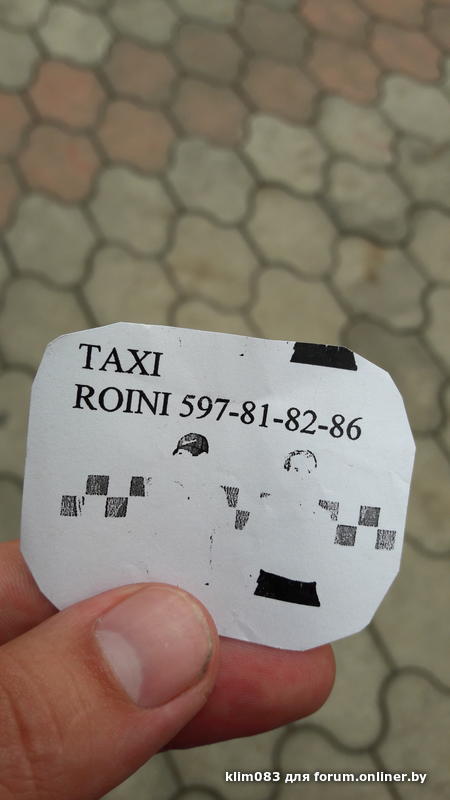 TAXI
ROINI 597-81-82-86
klim083 для forum.onliner.by